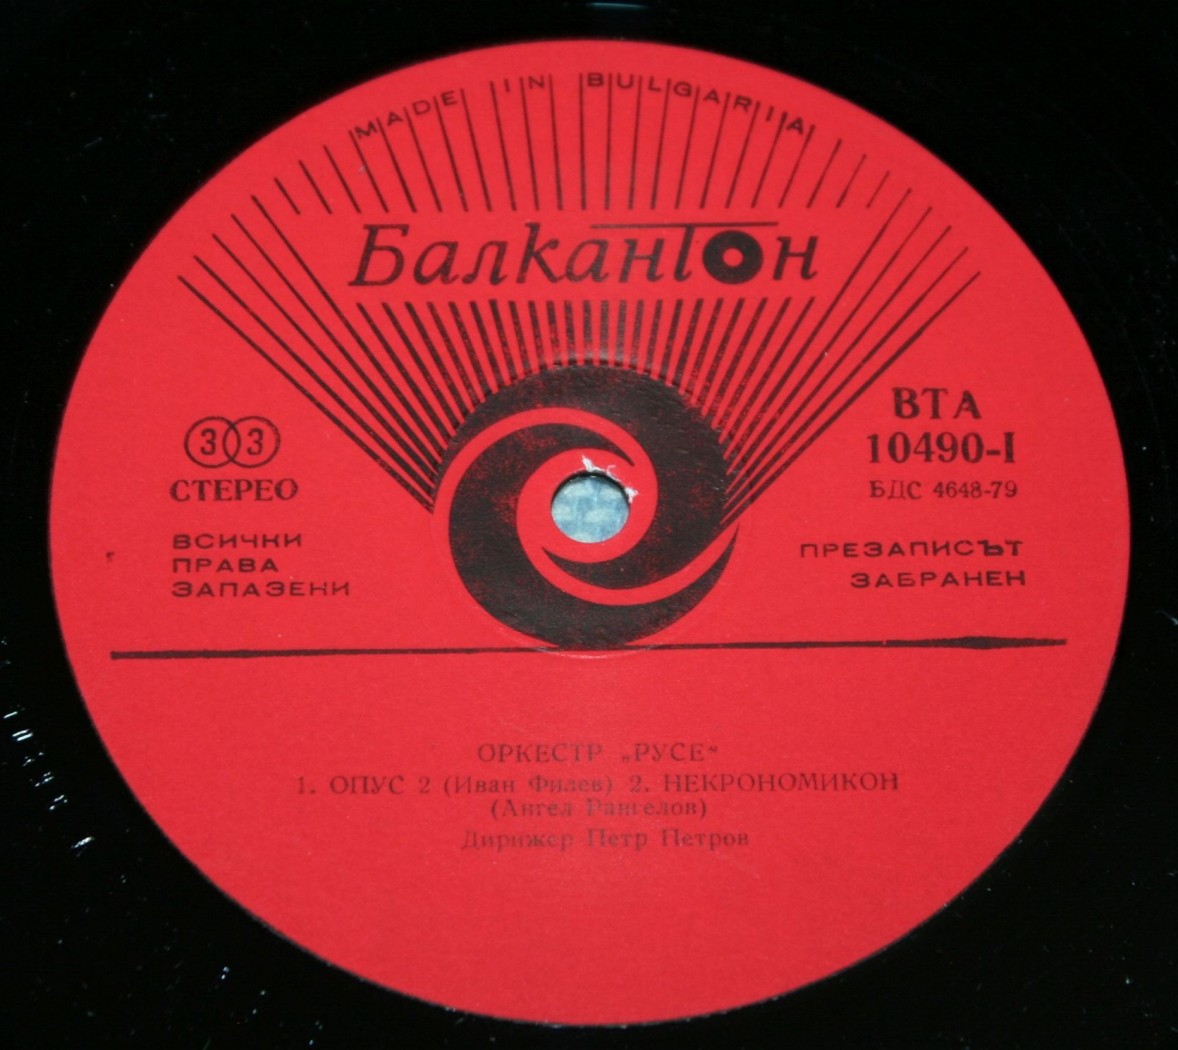 MADE IN BULGARIA
Балкантон
33
СТЕРЕО
ВСИЧКИ
ПРАВА
ЗАПАЗЕНИ
ВТА
10490-I
БДС 4648-79
ПРЕЗАПИСЪТ
ЗАБРАНЕН
ОРКЕСТР „РУСЕ“
1. ОПУС 2 (Иван Филев) 2. НЕКРОНОМИКОН
(Ангел Рангелов)
Дирижер Петр Петров